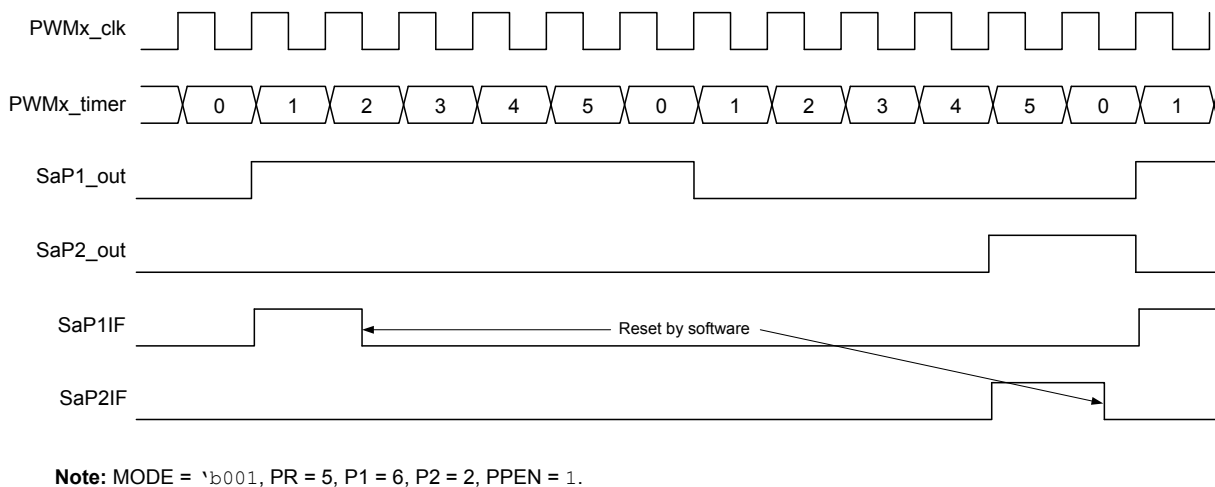 PWMx_clk
PWMx_timer 0 1 2 3 4 5 0 1 2 3 4 5 0 1
SaP1_out
SaP2_out
SaP1IF
Reset by software
SaP2IF
Note: MODE = ‘b001, PR = 5, P1 = 6, P2 = 2, PPEN = 1.